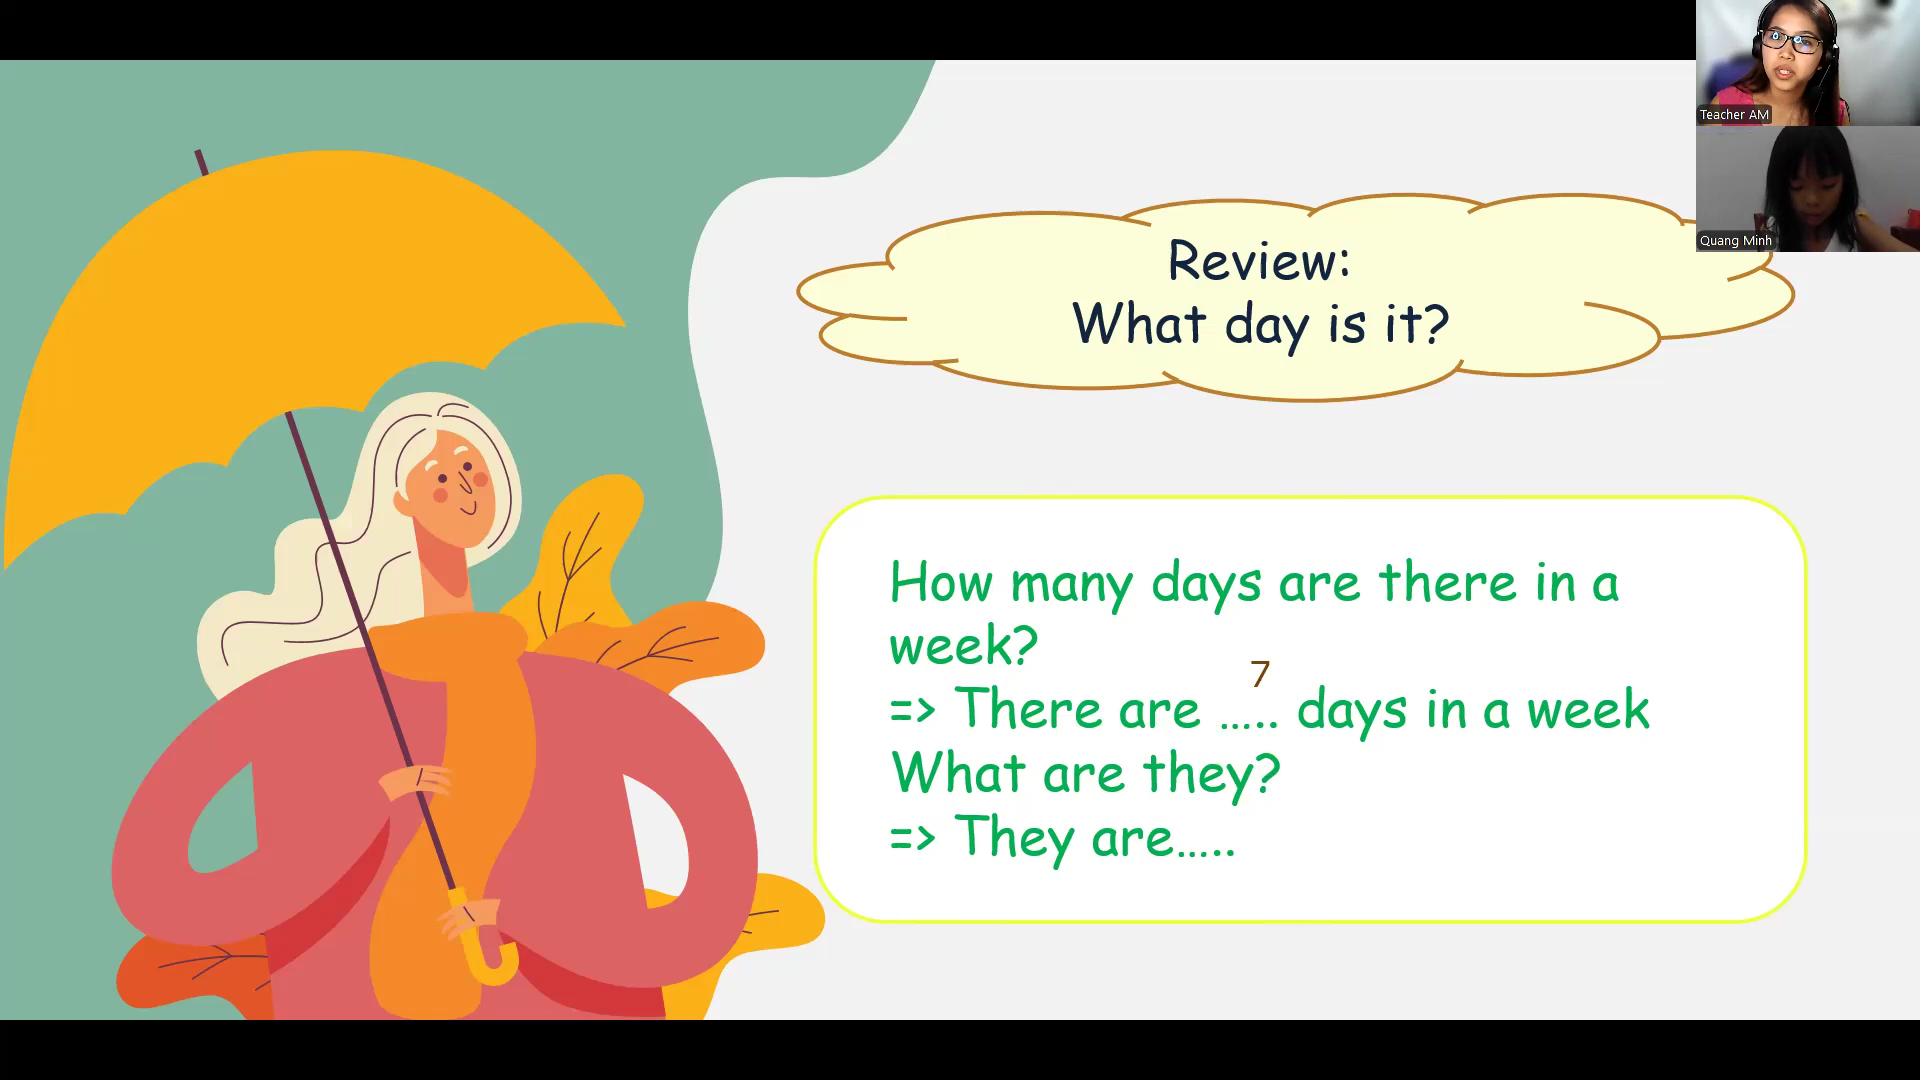 Teacher AM
Quang Minh
Review:
What day is it?
How many days are there in a
week?
7
=> There are ..... days in a week
What are they?
=> They are.....